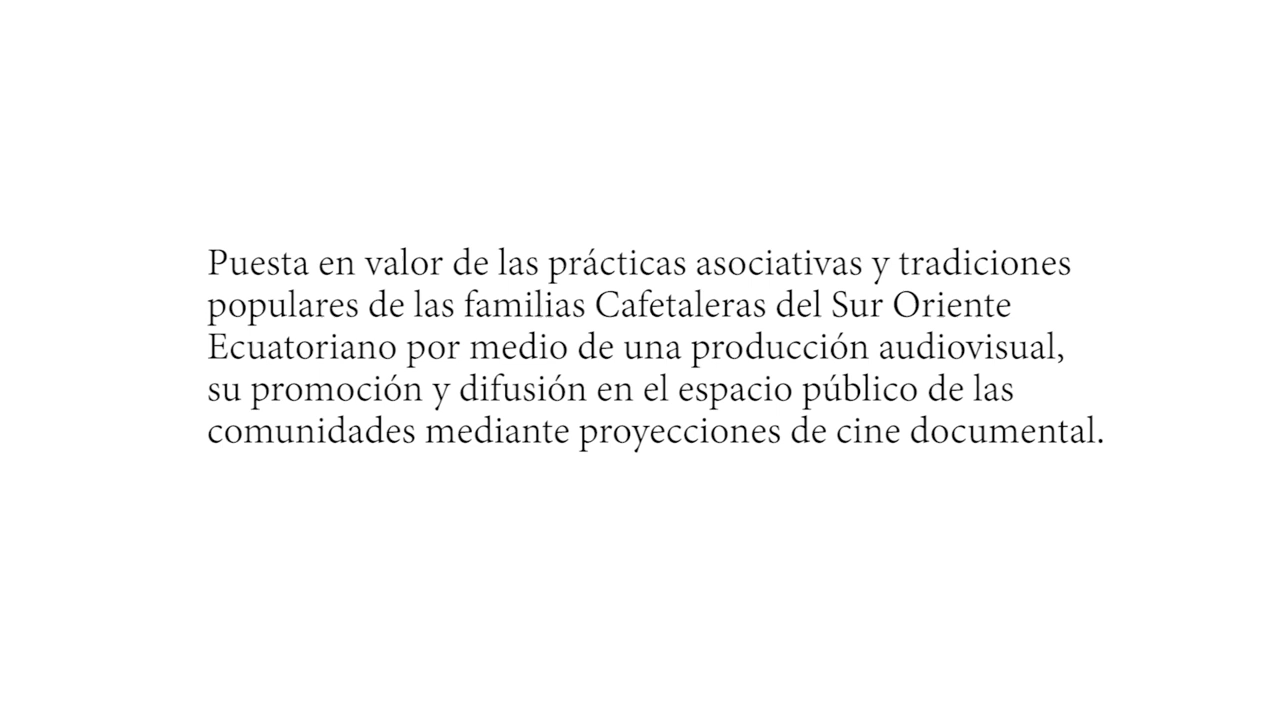 Puesta en valor de las prácticas asociativas y tradiciones
populares de las familias Cafetaleras del Sur Oriente
Ecuatoriano por medio de una producción audiovisual,
su promoción y difusión en el espacio público de las
comunidades mediante proyecciones de cine documental.